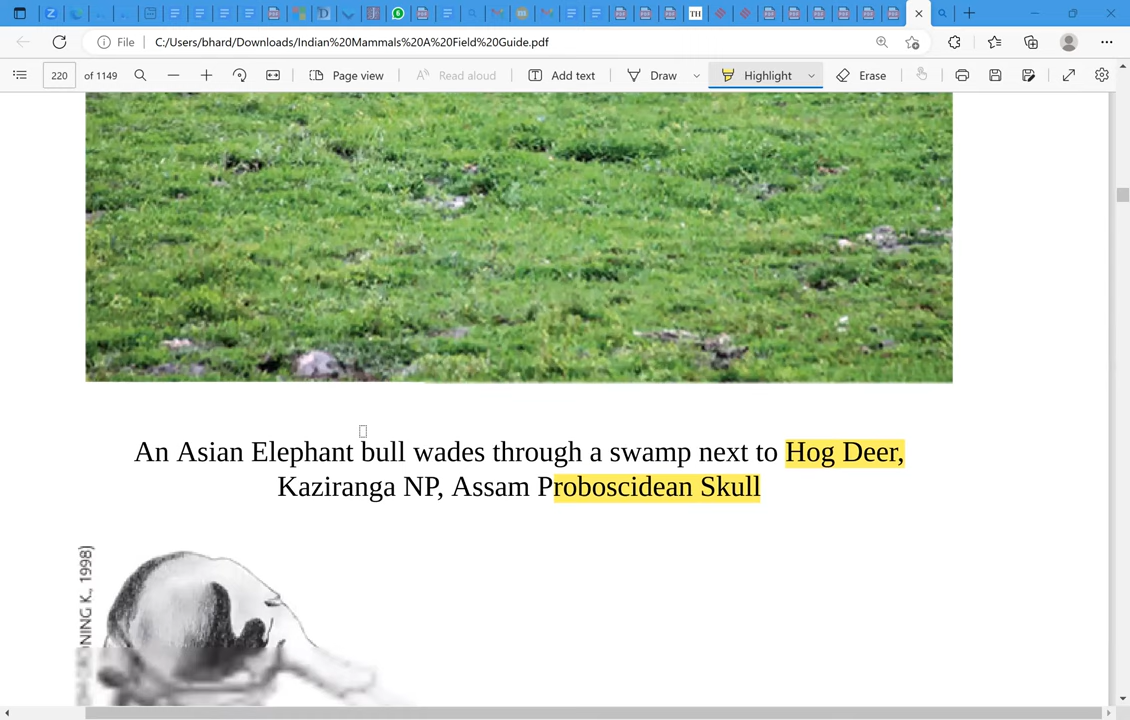 File
C:/Users/bhard/Downloads/Indian%20Mammals%20A%20Field%20Guide.pdf
220 of 1149
Page view
Read aloud
Add text
Draw
Highlight
Erase
An Asian Elephant bull wades through a swamp next to Hog Deer,
Kaziranga NP, Assam Proboscidean Skull
NING K., 1998)